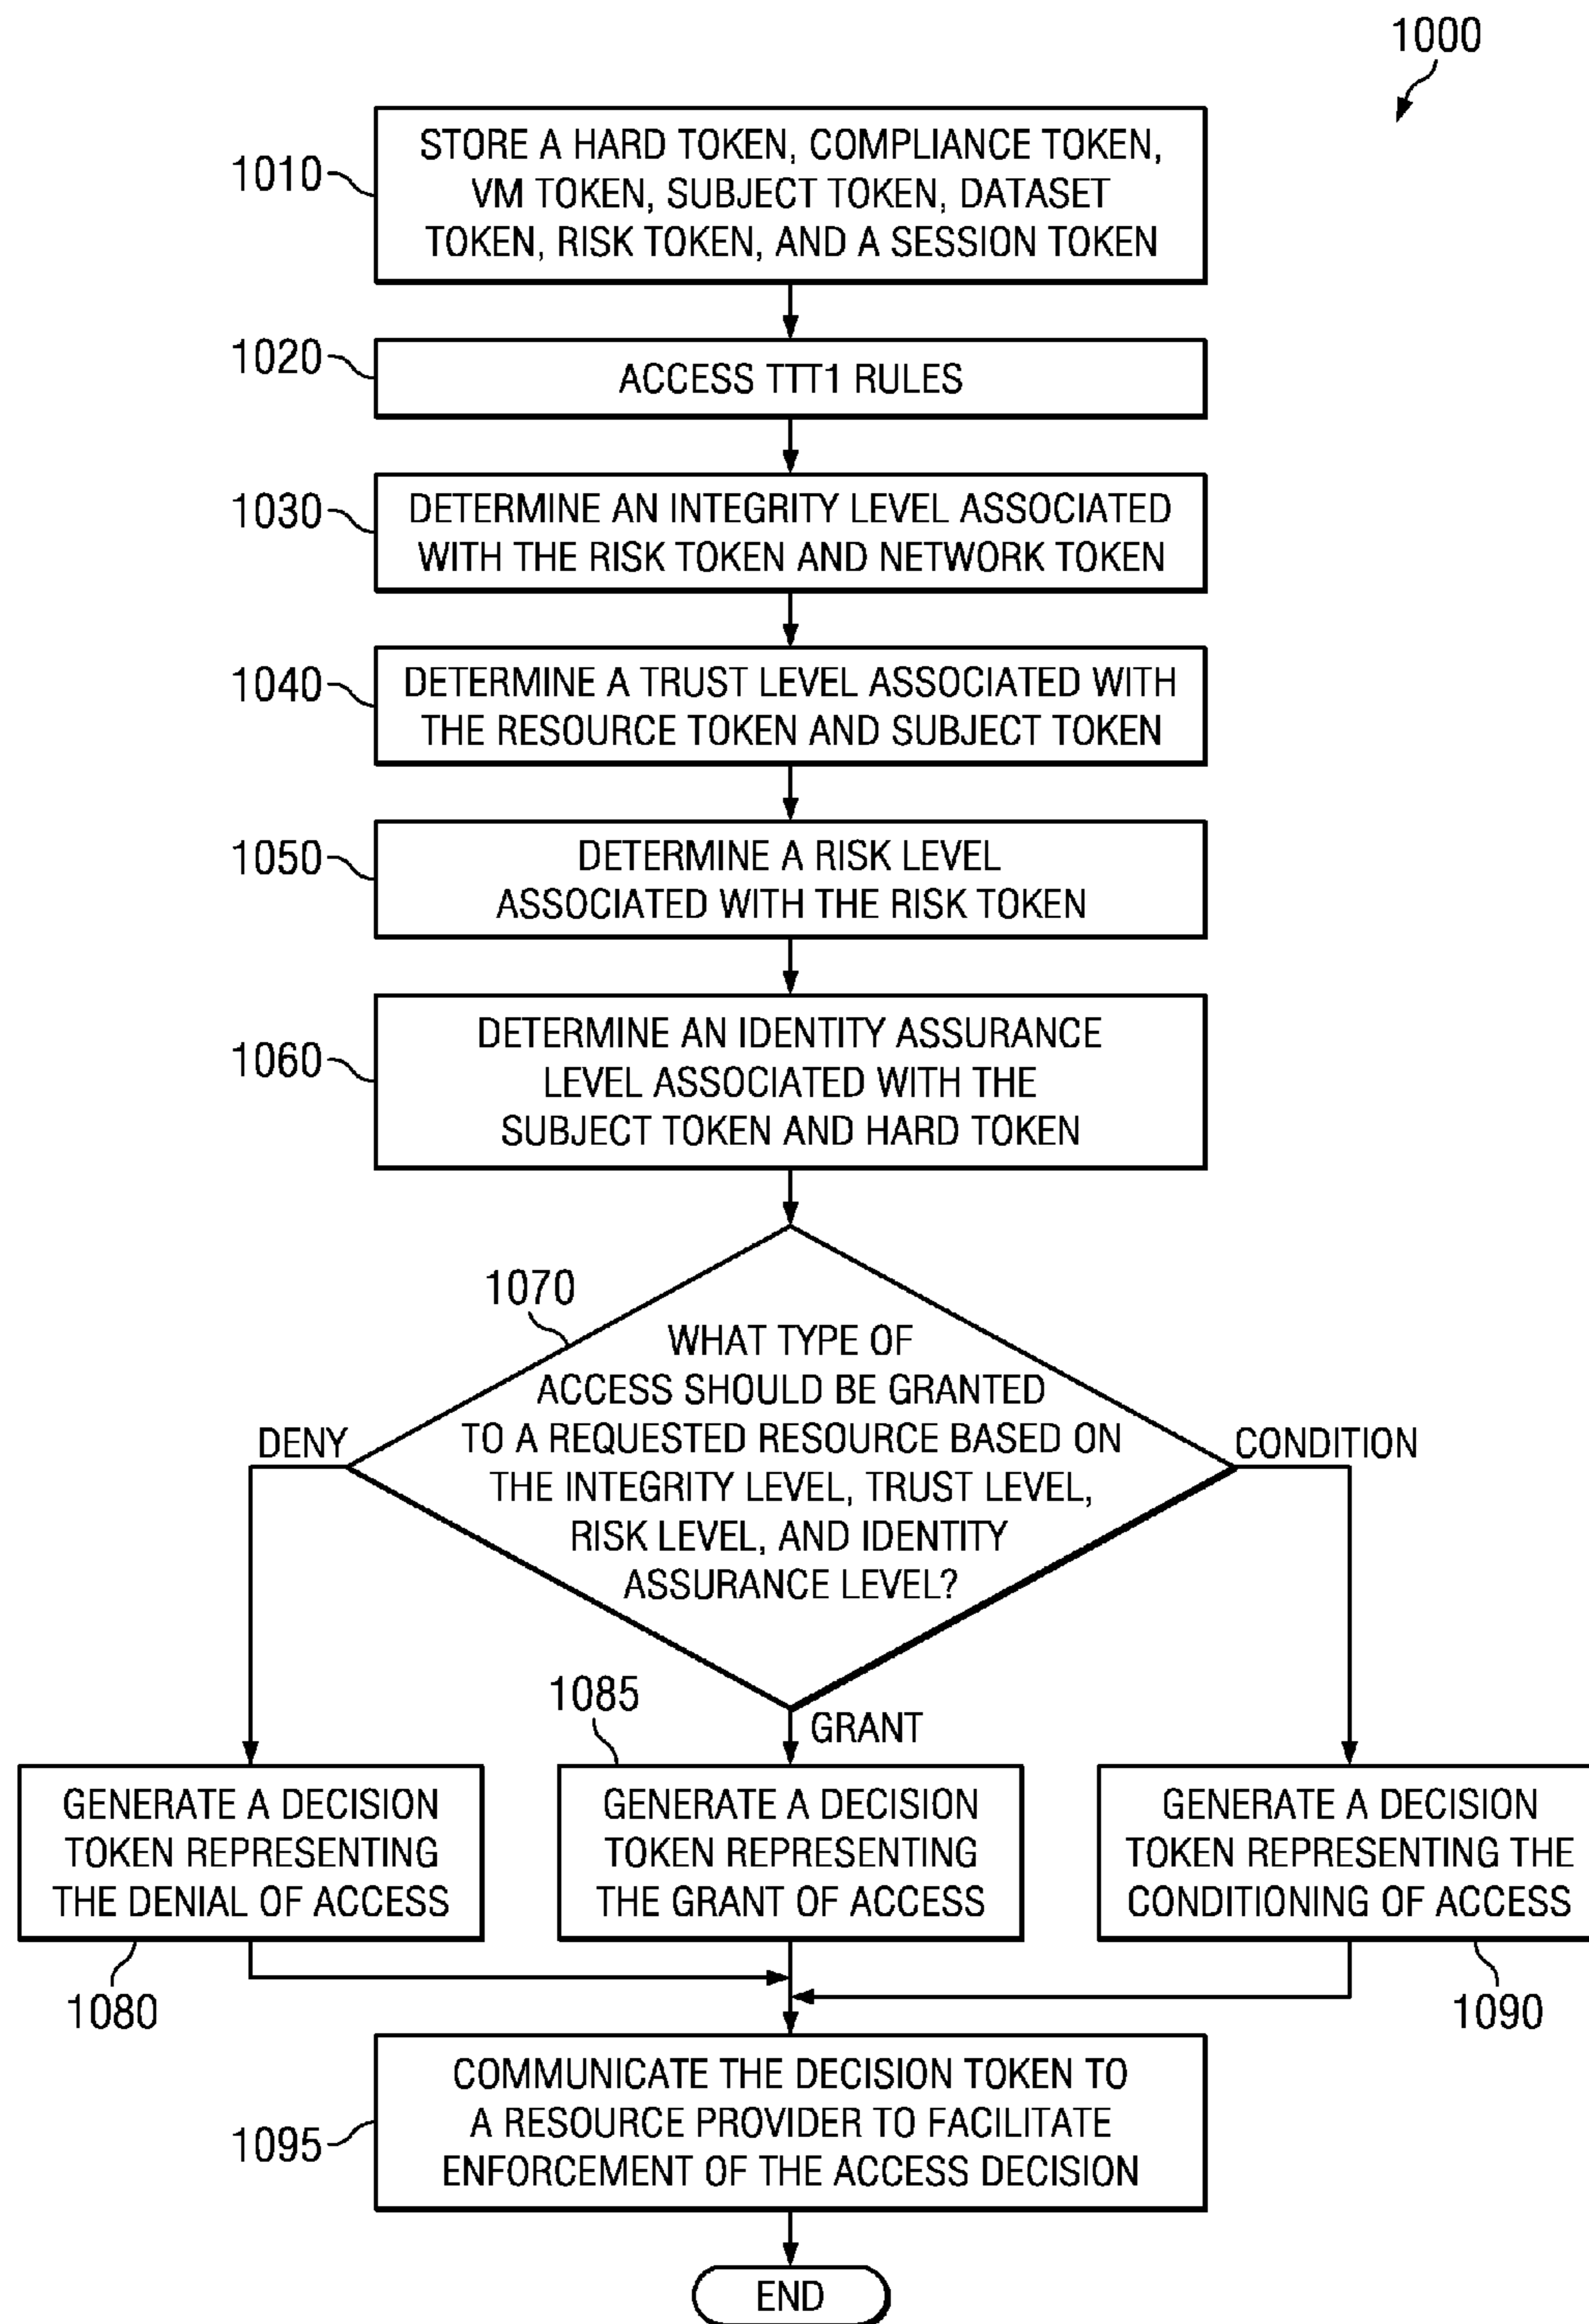 1000
1010
STORE A HARD TOKEN, COMPLIANCE TOKEN,
VM TOKEN, SUBJECT TOKEN, DATASET
TOKEN, RISK TOKEN, AND A SESSION TOKEN
1020
ACCESS TTT1 RULES
1030
DETERMINE AN INTEGRITY LEVEL ASSOCIATED
WITH THE RISK TOKEN AND NETWORK TOKEN
1040
DETERMINE A TRUST LEVEL ASSOCIATED WITH
THE RESOURCE TOKEN AND SUBJECT TOKEN
1050
DETERMINE A RISK LEVEL
ASSOCIATED WITH THE RISK TOKEN
1060
DETERMINE AN IDENTITY ASSURANCE
LEVEL ASSOCIATED WITH THE
SUBJECT TOKEN AND HARD TOKEN
1070
WHAT TYPE OF
ACCESS SHOULD BE GRANTED
TO A REQUESTED RESOURCE BASED ON
THE INTEGRITY LEVEL, TRUST LEVEL,
RISK LEVEL, AND IDENTITY
ASSURANCE LEVEL?
DENY
CONDITION
GRANT
1085
GENERATE A DECISION
TOKEN REPRESENTING
THE DENIAL OF ACCESS
1080
GENERATE A DECISION
TOKEN REPRESENTING
THE GRANT OF ACCESS
GENERATE A DECISION
TOKEN REPRESENTING THE
CONDITIONING OF ACCESS
1090
1095
COMMUNICATE THE DECISION TOKEN TO
A RESOURCE PROVIDER TO FACILITATE
ENFORCEMENT OF THE ACCESS DECISION
END